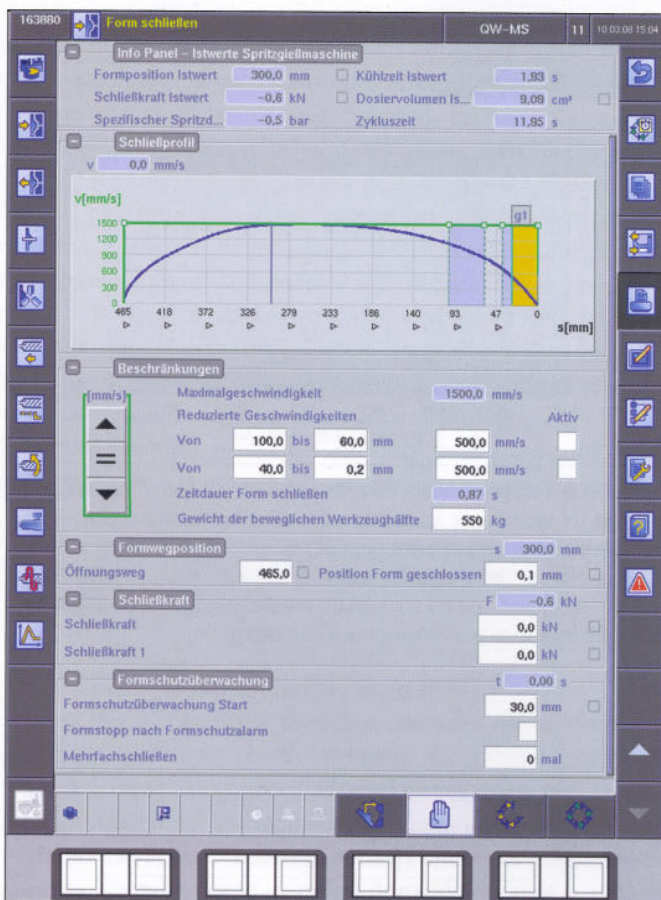 163880 Form schließen QW-MS 11 10.03.08 15:04
Info Panel – Istwerte Spritzgießmaschine
Formposition Istwert 300,0 mm Kühlzeit Istwert 1,93 s
Schließkraft Istwert -0,6 kN Dosiervolumen Is... 9,09 cm³
Spezifischer Spritzd... -0,5 bar Zykluszeit 11,95 s
Schließprofil
v 0,0 mm/s
v[mm/s]
g1
1500
1200
900
600
300
0
465 418 372 326 279 233 186 140 93 47 0
s[mm]
Beschränkungen
[mm/s]
Maximalgeschwindigkeit 1500,0 mm/s
Reduzierte Geschwindigkeiten Aktiv
Von 100,0 bis 60,0 mm 500,0 mm/s
Von 40,0 bis 0,2 mm 500,0 mm/s
Zeitdauer Form schließen 0,87 s
Gewicht der beweglichen Werkzeughälfte 550 kg
Formwegposition s 300,0 mm
Öffnungsweg 465,0 Position Form geschlossen 0,1 mm
Schließkraft F -0,6 kN
Schließkraft 0,0 kN
Schließkraft 1 0,0 kN
Formschutzüberwachung t 0,00 s
Formschutzüberwachung Start 30,0 mm
Formstopp nach Formschutzalarm
Mehrfachschließen 0 mal